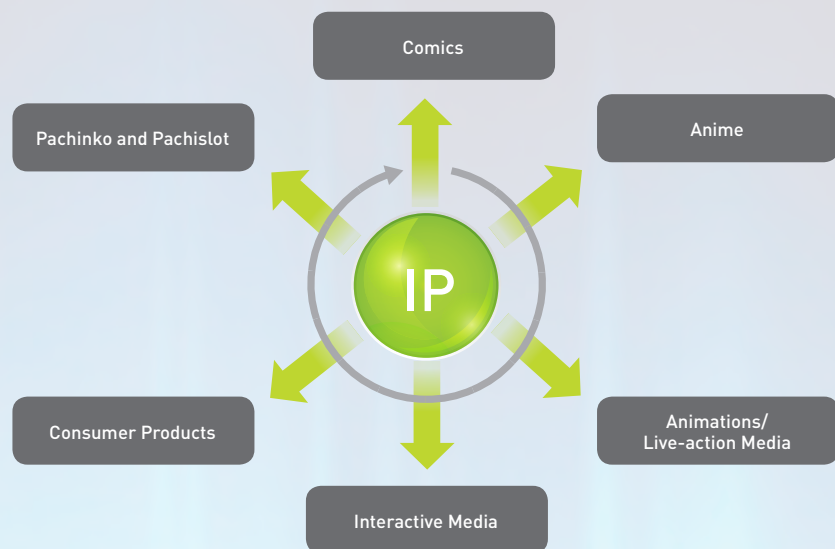 Comics
Pachinko and Pachislot
Anime
IP
Consumer Products
Animations/
Live-action Media
Interactive Media